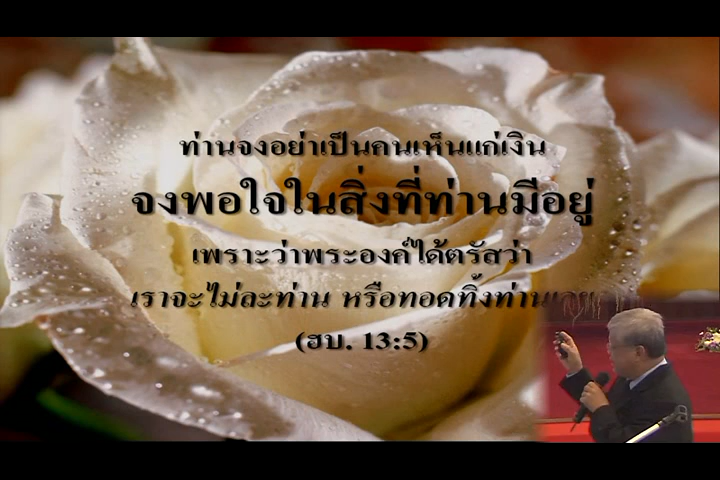 ท่านจงอย่าเป็นคนเห็นแก่เงิน
จงพอใจในสิ่งที่ท่านมีอยู่
เพราะว่าพระองค์ได้ตรัสว่า
เราจะไม่ละท่าน หรือทอดทิ้งท่านเลย
(ฮบ. 13:5)